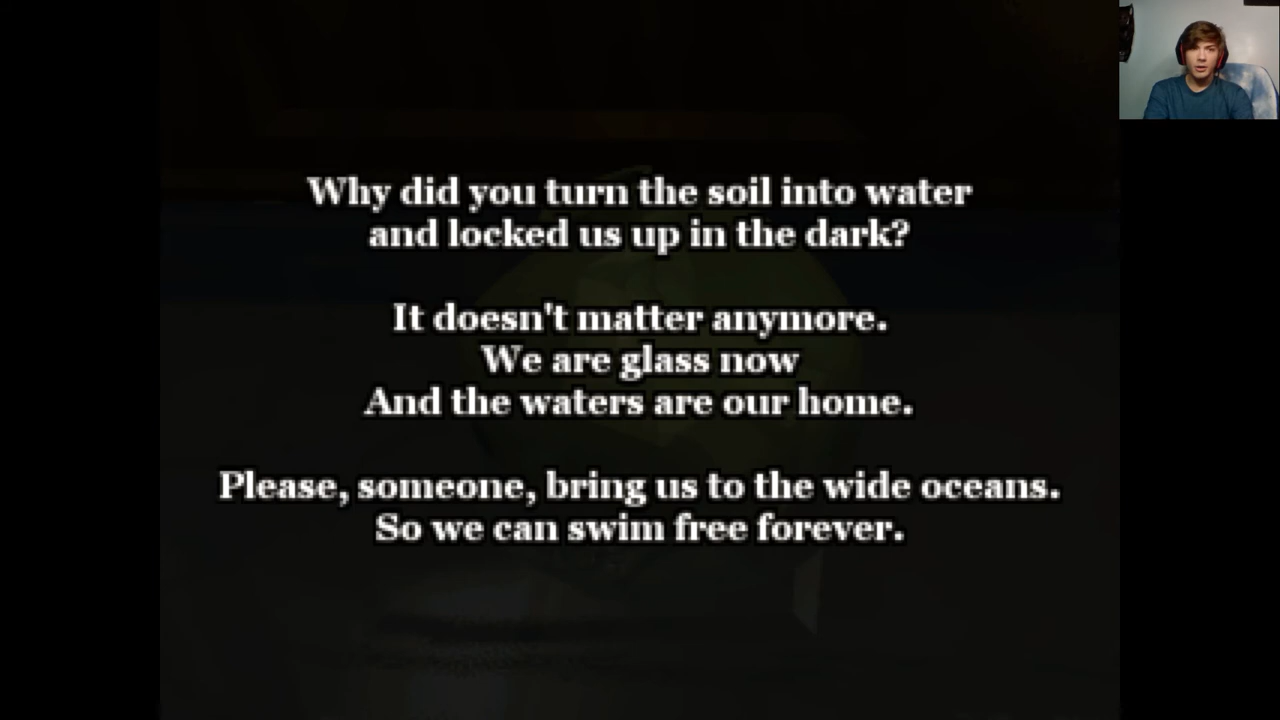 Why did you turn the soil into water
and locked us up in the dark?
It doesn't matter anymore.
We are glass now
And the waters are our home.
Please, someone, bring us to the wide oceans.
So we can swim free forever.